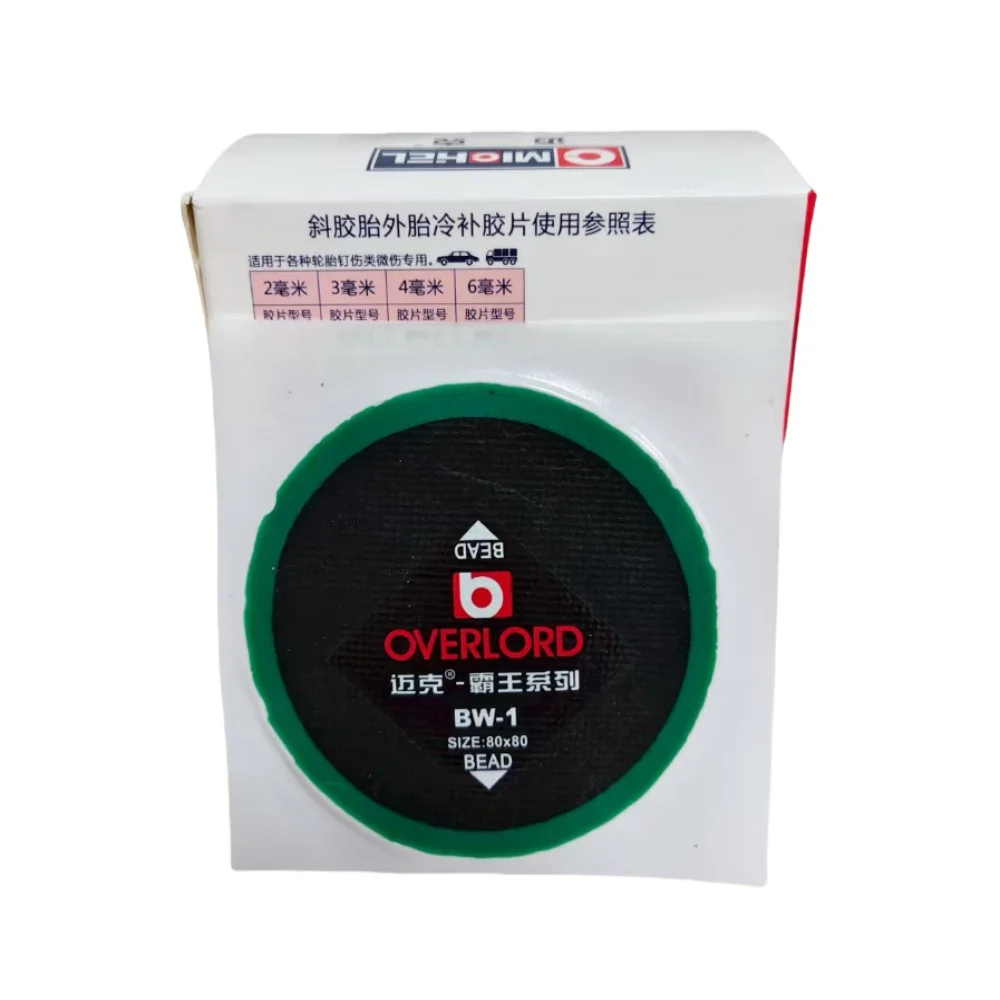 MICHEL
斜胶胎外胎冷补胶片使用参照表
适用于各种轮胎钉伤类微伤专用。
2毫米 3毫米 4毫米 6毫米
胶片型号 胶片型号 胶片型号 胶片型号
BEAD
b
OVERLORD
迈克®-霸王系列
BW-1
SIZE:80x80
BEAD